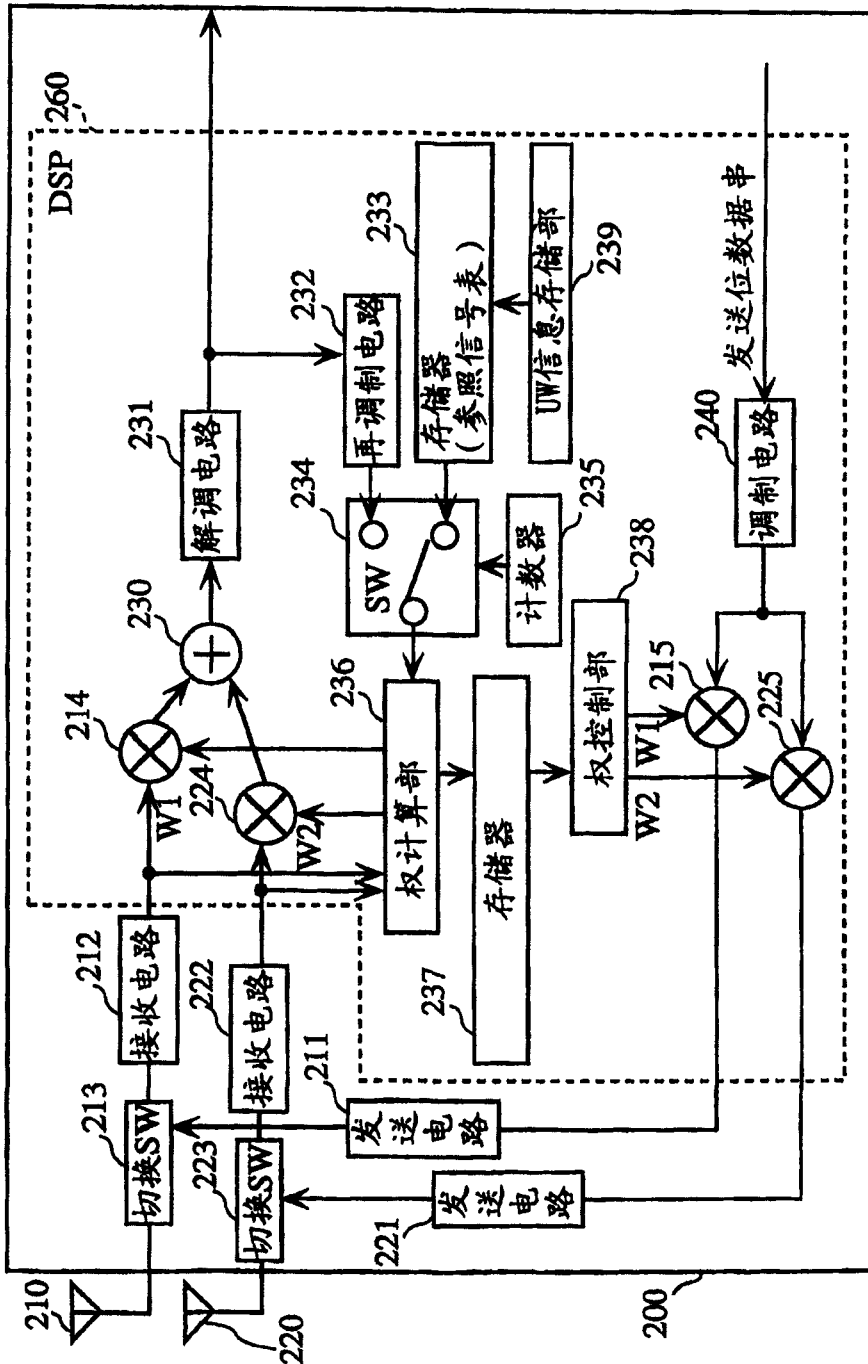 DSP
260
210
切换SW
213
接收电路
212
W1
214
230
解调电路
231
220
切换SW
223
接收电路
222
W2
224
再调制电路
232
存储器
(参照信号表)
233
SW
234
UW信息存储部
239
计数器
235
权计算部
236
存储器
237
权控制部
238
W1
W2
215
225
调制电路
240
发送位数据串
发送电路
211
发送电路
221
200